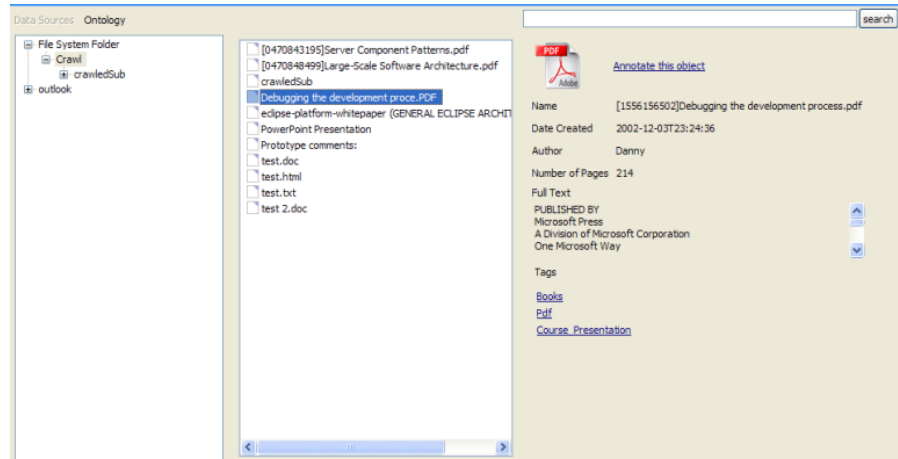 Data Sources Ontology
search
File System Folder
Crawl
crawledSub
outlook
[0470843195]Server Component Patterns.pdf
[0470848499]Large-Scale Software Architecture.pdf
crawledSub
Debugging the development proce.PDF
eclipse-platform-whitepaper (GENERAL ECLIPSE ARCHIT
PowerPoint Presentation
Prototype comments:
test.doc
test.html
test.txt
test 2.doc
PDF
Adobe
Annotate this object
Name [1556156502]Debugging the development process.pdf
Date Created 2002-12-03T23:24:36
Author Danny
Number of Pages 214
Full Text
PUBLISHED BY
Microsoft Press
A Division of Microsoft Corporation
One Microsoft Way
Tags
Books
Pdf
Course_Presentation